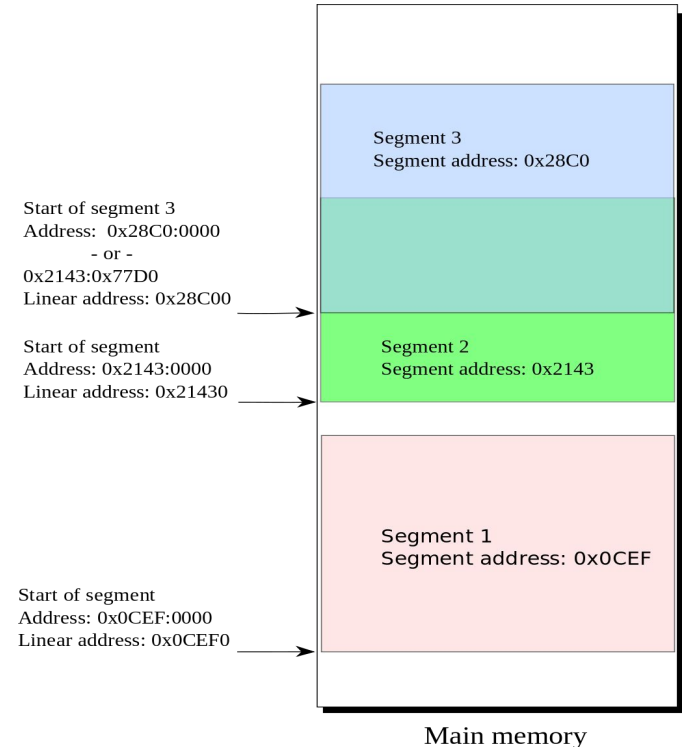 Segment 3
Segment address: 0x28C0
Start of segment 3
Address:  0x28C0:0000
- or -
0x2143:0x77D0
Linear address: 0x28C00
Start of segment
Address: 0x2143:0000
Linear address: 0x21430
Segment 2
Segment address: 0x2143
Segment 1
Segment address: 0x0CEF
Start of segment
Address: 0x0CEF:0000
Linear address: 0x0CEF0
Main memory